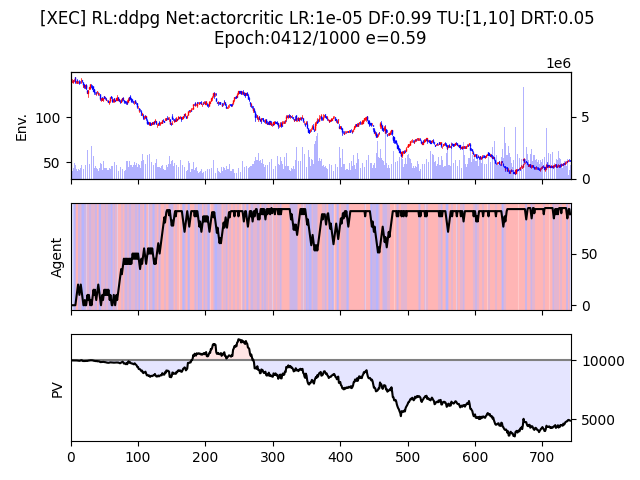 [XEC] RL:ddpg Net:actorcritic LR:1e-05 DF:0.99 TU:[1,10] DRT:0.05
Epoch:0412/1000 e=0.59
1e6
Env.
100
50
5
0
Agent
50
0
PV
10000
5000
0 100 200 300 400 500 600 700